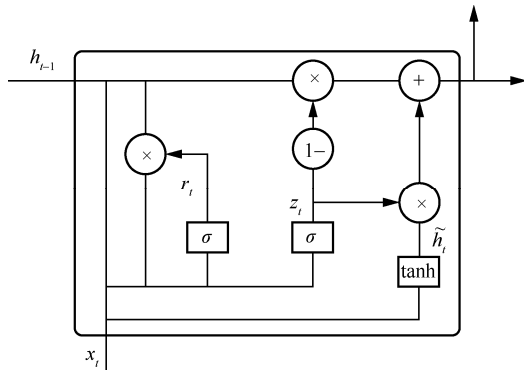 h_{t-1}
×
+
1-
×
r_t
z_t
×
σ
σ
h̃_t
tanh
x_t